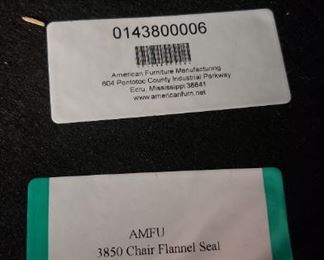 0143800006
American Furniture Manufacturing
604 Pontotoc County Industrial Parkway
Ecru, Mississippi 38841
www.americanfurn.net
AMFU
3850 Chair Flannel Seal